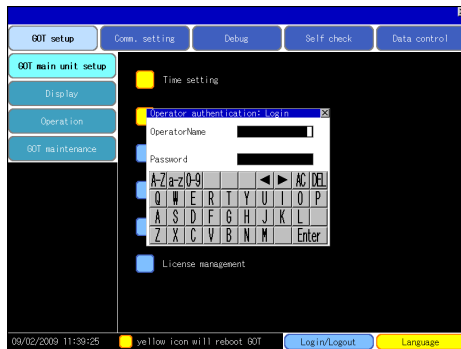 GOT setup
Comm. setting
Debug
Self check
Data control
GOT main unit setup
Display
Operation
GOT maintenance
Time setting
Operator authentication: Login
OperatorName
Password
A-Z a-z 0-9 ◀ ▶ AC DEL
Q W E R T Y U I O P
A S D F G H J K L
Z X C V B N M Enter
License management
09/02/2009 11:39:25
yellow icon will reboot GOT
Login/Logout
Language